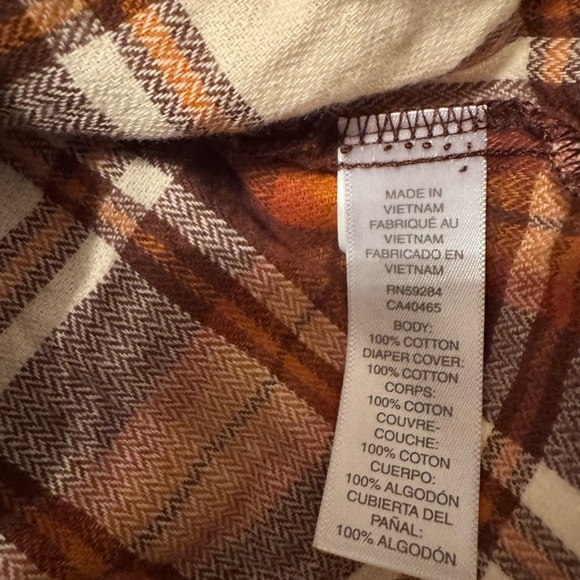 MADE IN
VIETNAM
FABRIQUÉ AU
VIETNAM
FABRICADO EN
VIETNAM
RN59284
CA40465
BODY:
100% COTTON
DIAPER COVER:
100% COTTON
CORPS:
100% COTON
COUVRE-
COUCHE:
100% COTON
CUERPO:
100% ALGODÓN
CUBIERTA DEL
PAÑAL:
100% ALGODÓN